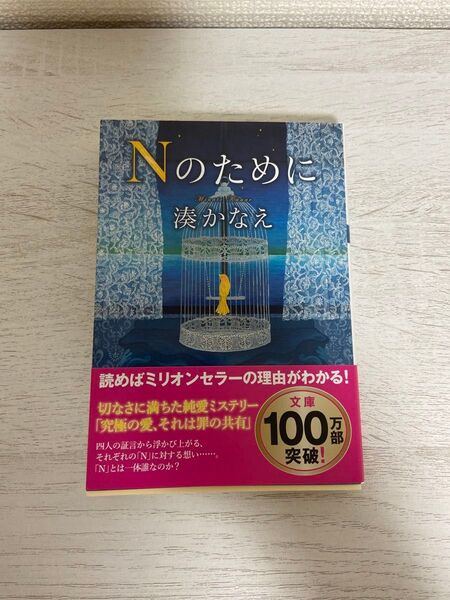 Nのために
Minato Kanae
湊かなえ
読めばミリオンセラーの理由がわかる!
切なさに満ちた純愛ミステリー
「究極の愛、それは罪の共有」
四人の証言から浮かび上がる、
それぞれの「N」に対する想い……。
「N」とは一体誰なのか?
文庫
100万部
突破!